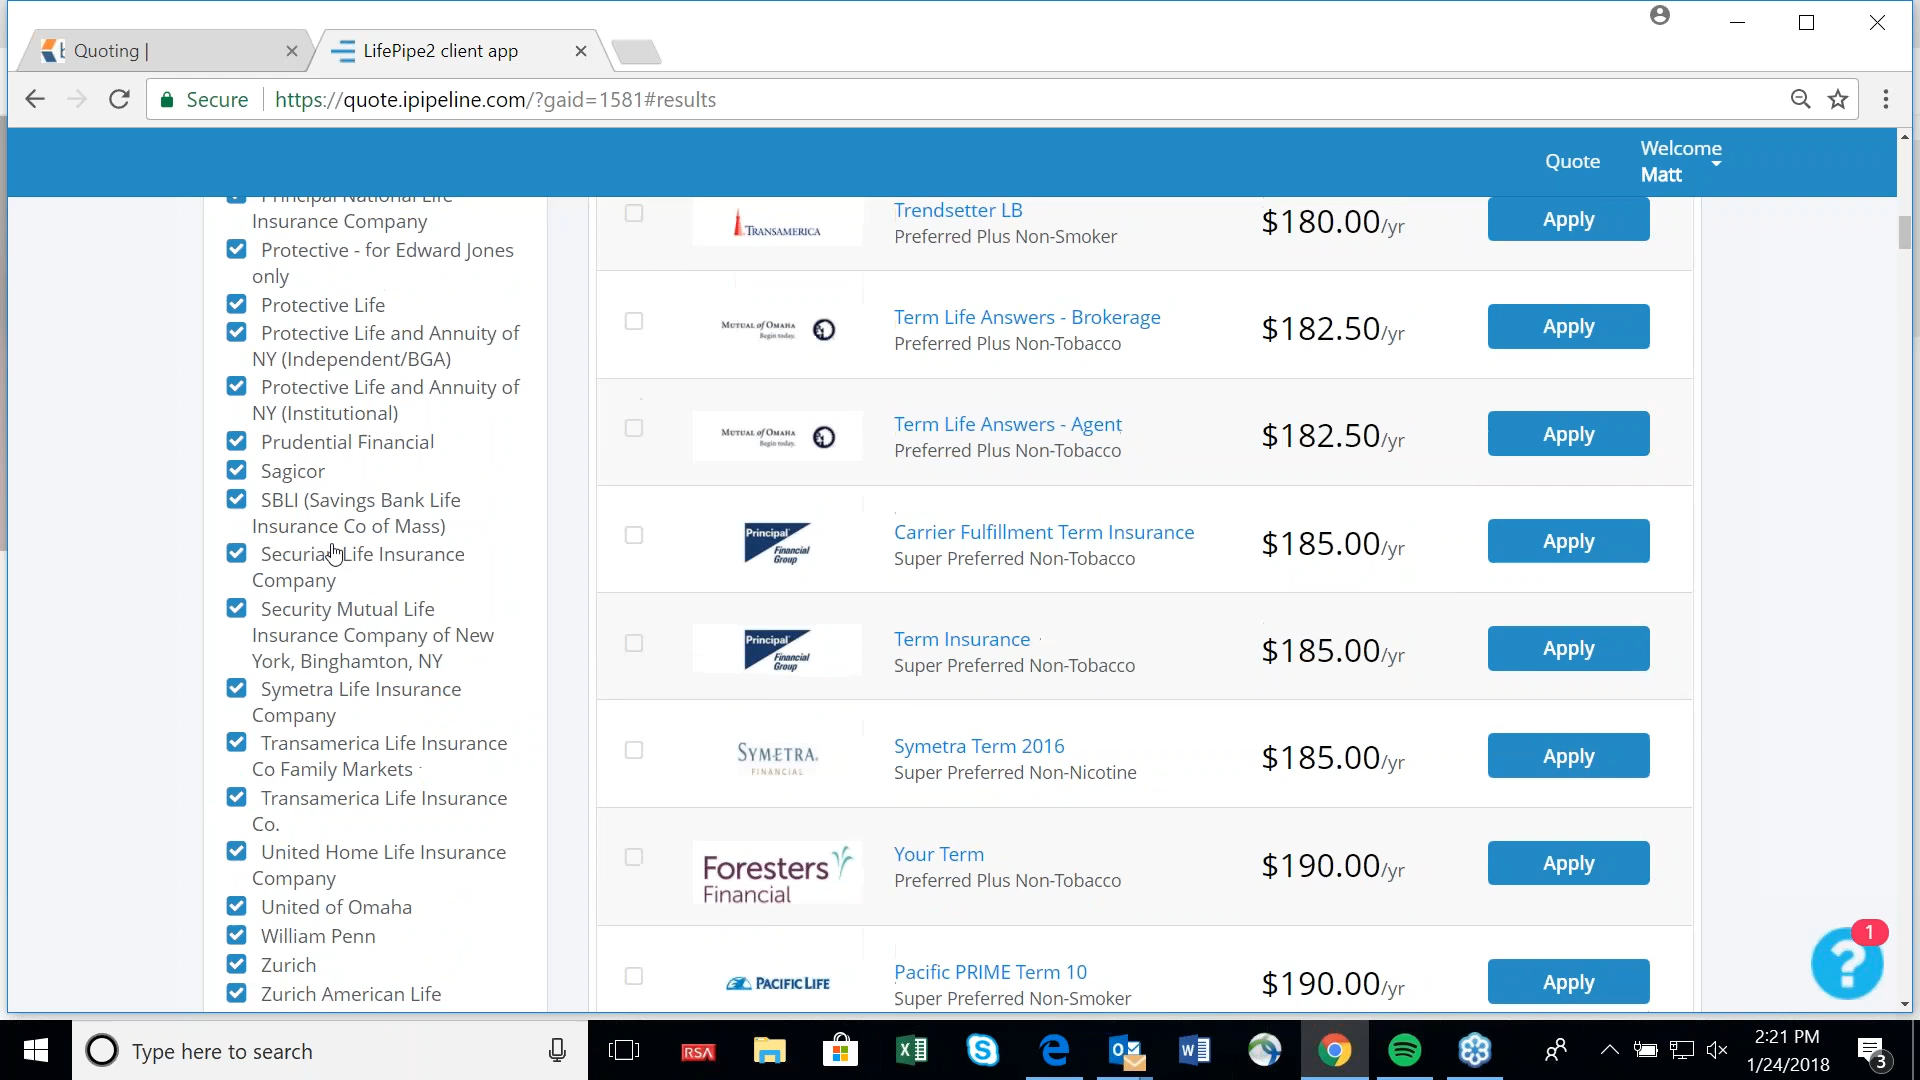 Quoting |
LifePipe2 client app
Secure
https://quote.ipipeline.com/?gaid=1581#results
Quote
Welcome
Matt
Principal National Life
Insurance Company
Protective - for Edward Jones
only
Protective Life
Protective Life and Annuity of
NY (Independent/BGA)
Protective Life and Annuity of
NY (Institutional)
Prudential Financial
Sagicor
SBLI (Savings Bank Life
Insurance Co of Mass)
Securian Life Insurance
Company
Security Mutual Life
Insurance Company of New
York, Binghamton, NY
Symetra Life Insurance
Company
Transamerica Life Insurance
Co Family Markets
Transamerica Life Insurance
Co.
United Home Life Insurance
Company
United of Omaha
William Penn
Zurich
Zurich American Life
TRANSAMERICA
Trendsetter LB
Preferred Plus Non-Smoker
$180.00/yr
Apply
MUTUAL of OMAHA
Begin today.
Term Life Answers - Brokerage
Preferred Plus Non-Tobacco
$182.50/yr
Apply
MUTUAL of OMAHA
Begin today.
Term Life Answers - Agent
Preferred Plus Non-Tobacco
$182.50/yr
Apply
Principal
Financial
Group
Carrier Fulfillment Term Insurance
Super Preferred Non-Tobacco
$185.00/yr
Apply
Principal
Financial
Group
Term Insurance
Super Preferred Non-Tobacco
$185.00/yr
Apply
SYMETRA
FINANCIAL
Symetra Term 2016
Super Preferred Non-Nicotine
$185.00/yr
Apply
Foresters
Financial
Your Term
Preferred Plus Non-Tobacco
$190.00/yr
Apply
PACIFIC LIFE
Pacific PRIME Term 10
Super Preferred Non-Smoker
$190.00/yr
Apply
?
1
Type here to search
RSA
2:21 PM
1/24/2018
3